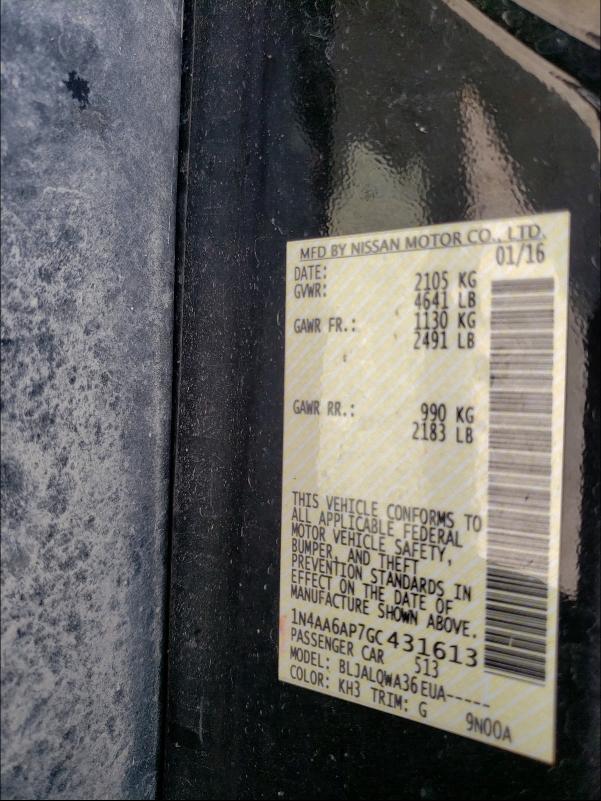 MFD BY NISSAN MOTOR CO., LTD.
DATE: 01/16
GVWR: 2105 KG
4641 LB
GAWR FR.: 1130 KG
2491 LB
GAWR RR.: 990 KG
2183 LB
THIS VEHICLE CONFORMS TO
ALL APPLICABLE FEDERAL
MOTOR VEHICLE SAFETY,
BUMPER, AND THEFT
PREVENTION STANDARDS IN
EFFECT ON THE DATE OF
MANUFACTURE SHOWN ABOVE.
1N4AA6AP7GC431613
PASSENGER CAR 513
MODEL: BLJALQWA36EUA-----
COLOR: KH3 TRIM: G 9N00A